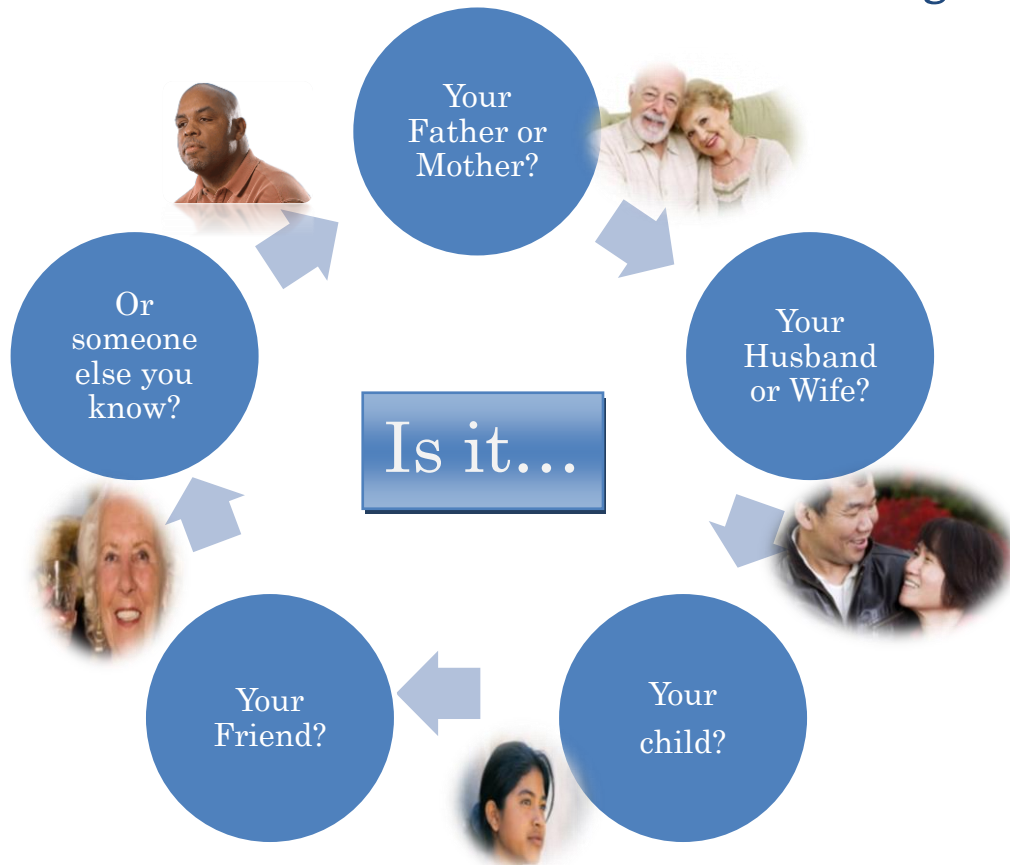 Your
Father or
Mother?
Your
Husband
or Wife?
Your
child?
Your
Friend?
Or
someone
else you
know?
Is it...